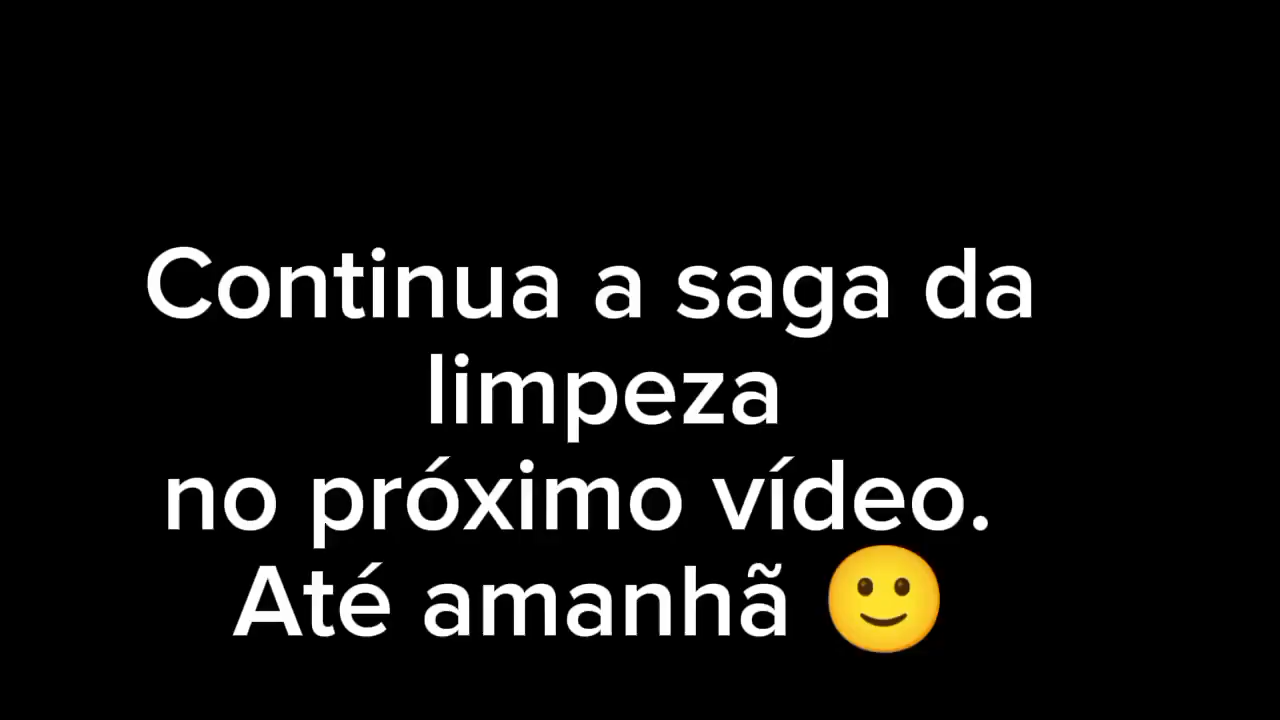 Continua a saga da
limpeza
no próximo vídeo.
Até amanhã 🙂